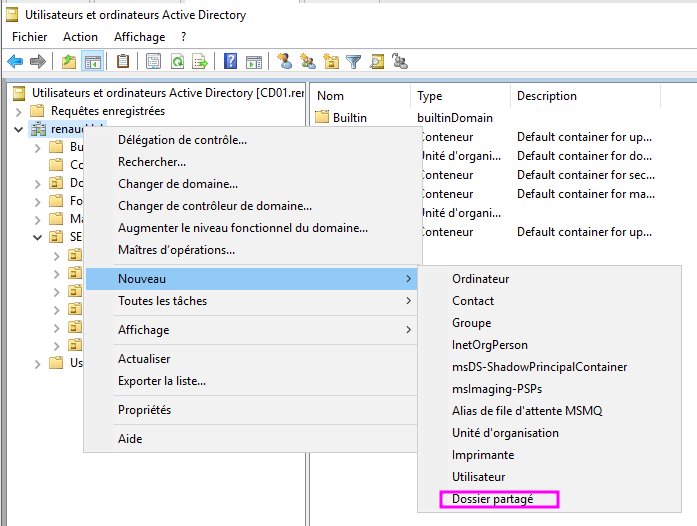 Utilisateurs et ordinateurs Active Directory
Fichier Action Affichage ?
Utilisateurs et ordinateurs Active Directory [CD01.ren
Requêtes enregistrées
Bu
Co
Do
Fo
Ma
SE
Us
Nom Type Description
Builtin builtinDomain
Conteneur Default container for up...
Unité d'organi... Default container for do...
Conteneur Default container for sec...
Conteneur Default container for ma...
Unité d'organi...
Conteneur Default container for up...
Délégation de contrôle...
Rechercher...
Changer de domaine...
Changer de contrôleur de domaine...
Augmenter le niveau fonctionnel du domaine...
Maîtres d'opérations...
Nouveau
Toutes les tâches
Affichage
Actualiser
Exporter la liste...
Propriétés
Aide
Ordinateur
Contact
Groupe
InetOrgPerson
msDS-ShadowPrincipalContainer
msImaging-PSPs
Alias de file d'attente MSMQ
Unité d'organisation
Imprimante
Utilisateur
Dossier partagé